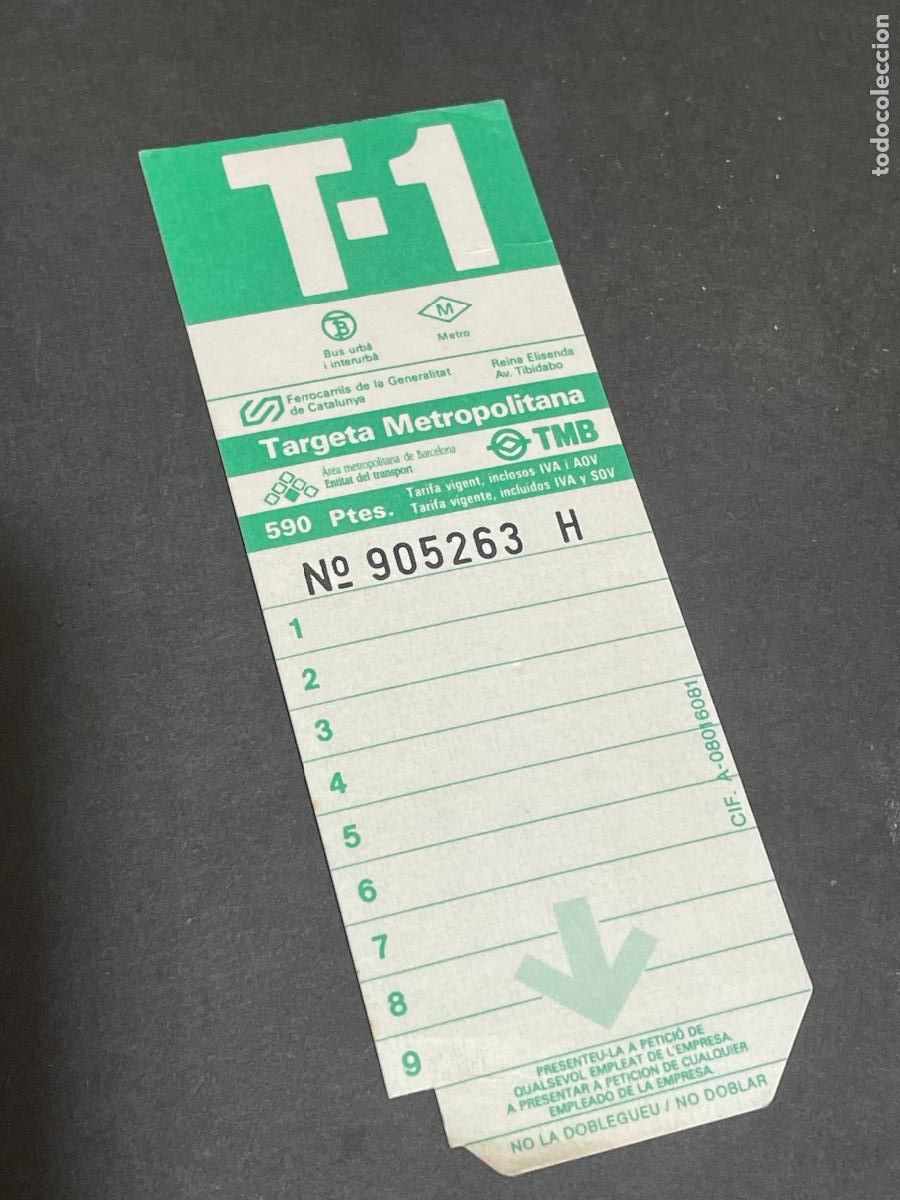 T·1
B
Bus urbà
i interurbà
M
Metro
Ferrocarrils de la Generalitat
de Catalunya
Reina Elisenda
Av. Tibidabo
Targeta Metropolitana
Àrea metropolitana de Barcelona
Entitat del transport
TMB
590 Ptes.
Tarifa vigent, inclosos IVA i AOV
Tarifa vigente, incluidos IVA y SOV
Nº 905263 H
1
2
3
4
5
6
7
8
9
CIF. A-08016081
PRESENTEU-LA A PETICIÓ DE
QUALSEVOL EMPLEAT DE L'EMPRESA.
A PRESENTAR A PETICION DE CUALQUIER
EMPLEADO DE LA EMPRESA.
NO LA DOBLEGUEU / NO DOBLAR
todocoleccion